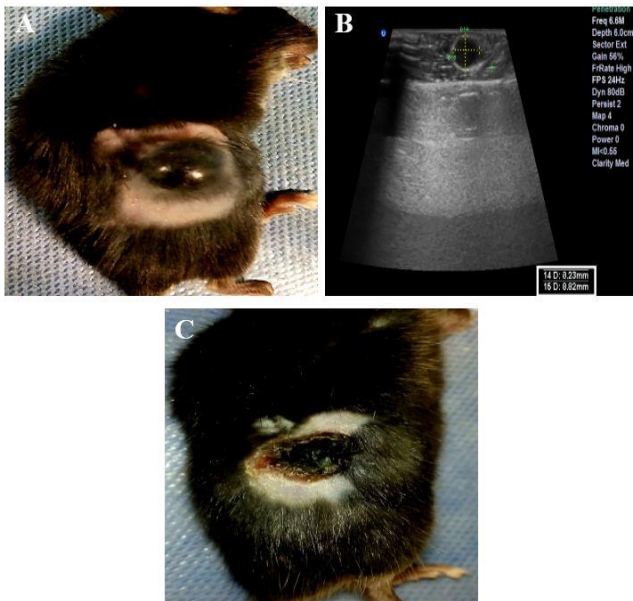 A
B
Penetration
Freq 6.6M
Depth 6.0cm
Sector Ext
Gain 56%
FrRate High
FPS 24Hz
Dyn 80dB
Persist 2
Map 4
Chroma 0
Power 0
MI<0.55
Clarity Med
14 D: 8.23mm
15 D: 8.82mm
C